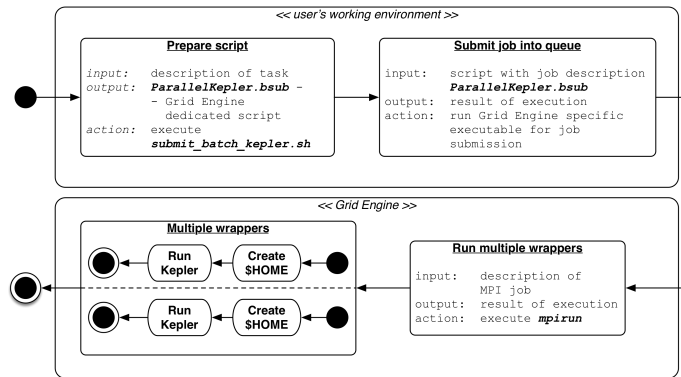 << user's working environment >>
Prepare script
input: description of task
output: ParallelKepler.bsub -
- Grid Engine
dedicated script
action: execute
submit_batch_kepler.sh
Submit job into queue
input: script with job description
ParallelKepler.bsub
output: result of execution
action: run Grid Engine specific
executable for job
submission
<< Grid Engine >>
Multiple wrappers
Run
Kepler
Create
$HOME
Run
Kepler
Create
$HOME
Run multiple wrappers
input: description of
MPI job
output: result of execution
action: execute mpirun